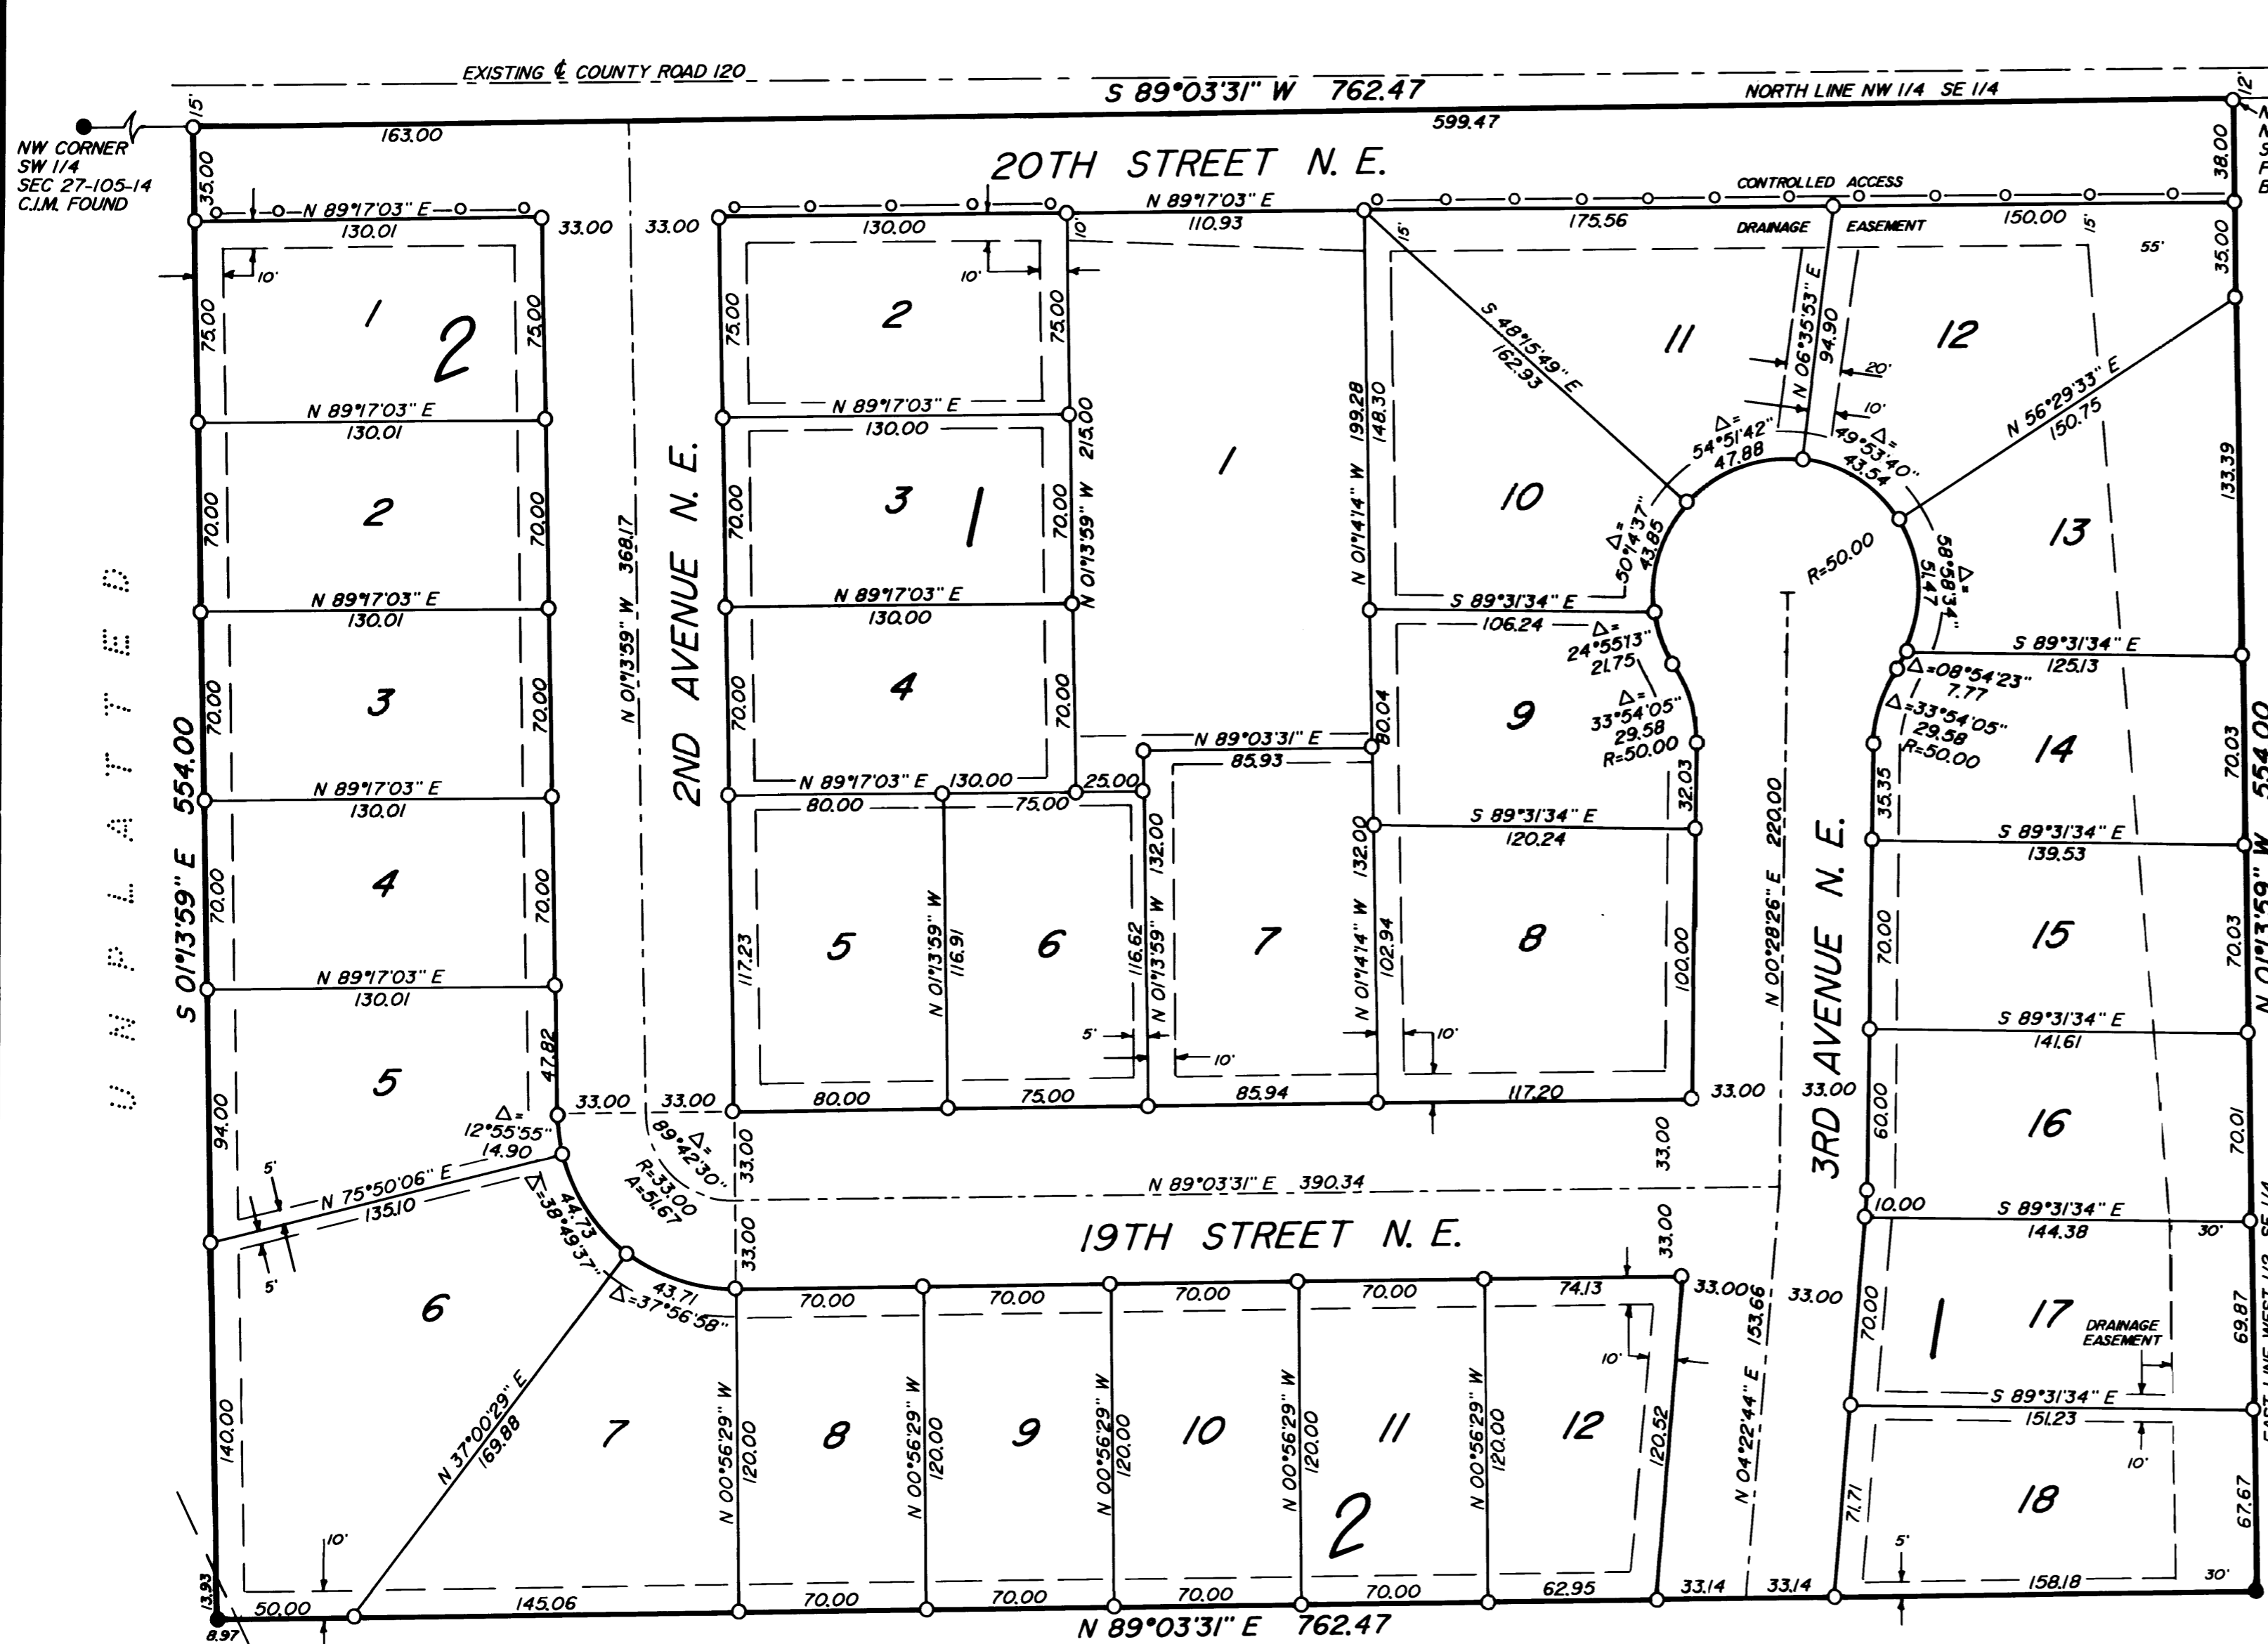 EXISTING ℄ COUNTY ROAD 120
S 89°03'31" W 762.47
NORTH LINE NW 1/4 SE 1/4
15'
12'
163.00
599.47
NW CORNER
SW 1/4
SEC 27-105-14
C.I.M. FOUND
35.00
38.00
20TH STREET N. E.
CONTROLLED ACCESS
N 89°17'03" E
130.01
33.00
33.00
130.00
10'
N 89°17'03" E
110.93
15'
175.56
DRAINAGE EASEMENT
150.00
15'
55'
35.00
10'
10'
75.00
1
2
75.00
75.00
2
75.00
S 48°15'49" E
162.93
11
N 06°35'53" E
94.90
20'
10'
12
N 56°29'33" E
150.75
N 89°17'03" E
130.01
N 89°17'03" E
130.00
N 01°13'59" W 215.00
N 01°14'14" W 199.28
148.30
Δ=
54°51'42"
47.88
Δ=
49°53'40"
43.54
133.39
70.00
2
70.00
N 01°13'59" W 368.17
2ND AVENUE N. E.
70.00
3
1
70.00
1
10
Δ=
50°14'37"
43.85
R=50.00
Δ=
58°58'34"
51.47
13
N 89°17'03" E
130.01
N 89°17'03" E
130.00
S 89°31'34" E
106.24
Δ=
24°55'13"
21.75
S 89°31'34" E
125.13
Δ=08°54'23"
7.77
UNPLATTED
S 01°13'59" E 554.00
70.00
3
70.00
70.00
4
70.00
80.04
9
Δ=
33°54'05"
29.58
R=50.00
Δ=33°54'05"
29.58
R=50.00
14
70.03
N 01°13'59" W 554.00
N 89°03'31" E
85.93
32.03
35.35
N 89°17'03" E
130.01
N 89°17'03" E 130.00
25.00
80.00
75.00
S 89°31'34" E
120.24
N 00°28'26" E 220.00
3RD AVENUE N. E.
S 89°31'34" E
139.53
70.00
4
70.00
117.23
5
N 01°13'59" W
116.91
6
116.62
N 01°13'59" W 132.00
7
N 01°14'14" W 132.00
102.94
8
100.00
70.00
15
70.03
N 89°17'03" E
130.01
5'
10'
10'
S 89°31'34" E
141.61
94.00
5
47.82
33.00
33.00
80.00
75.00
85.94
117.20
33.00
33.00
60.00
16
70.01
Δ=
12°55'55"
14.90
Δ=
89°42'30"
R=33.00
A=51.67
33.00
33.00
5'
N 75°50'06" E
135.10
5'
44.73
Δ=38°49'37"
N 89°03'31" E 390.34
10.00
S 89°31'34" E
144.38
30'
EAST LINE WEST 1/2 SE 1/4
33.00
19TH STREET N. E.
33.00
43.71
Δ=37°56'58"
70.00
70.00
70.00
70.00
74.13
33.00
33.00
6
70.00
1
17
DRAINAGE
EASEMENT
69.87
10'
N 04°22'44" E 153.66
S 89°31'34" E
151.23
140.00
N 37°00'29" E
169.88
7
N 00°56'29" W
120.00
8
N 00°56'29" W
120.00
9
N 00°56'29" W
120.00
10
N 00°56'29" W
120.00
11
N 00°56'29" W
120.00
12
120.52
2
71.71
18
10'
67.67
10'
5'
30'
13.93
50.00
145.06
70.00
70.00
70.00
70.00
62.95
33.14
33.14
158.18
8.97
N 89°03'31" E 762.47